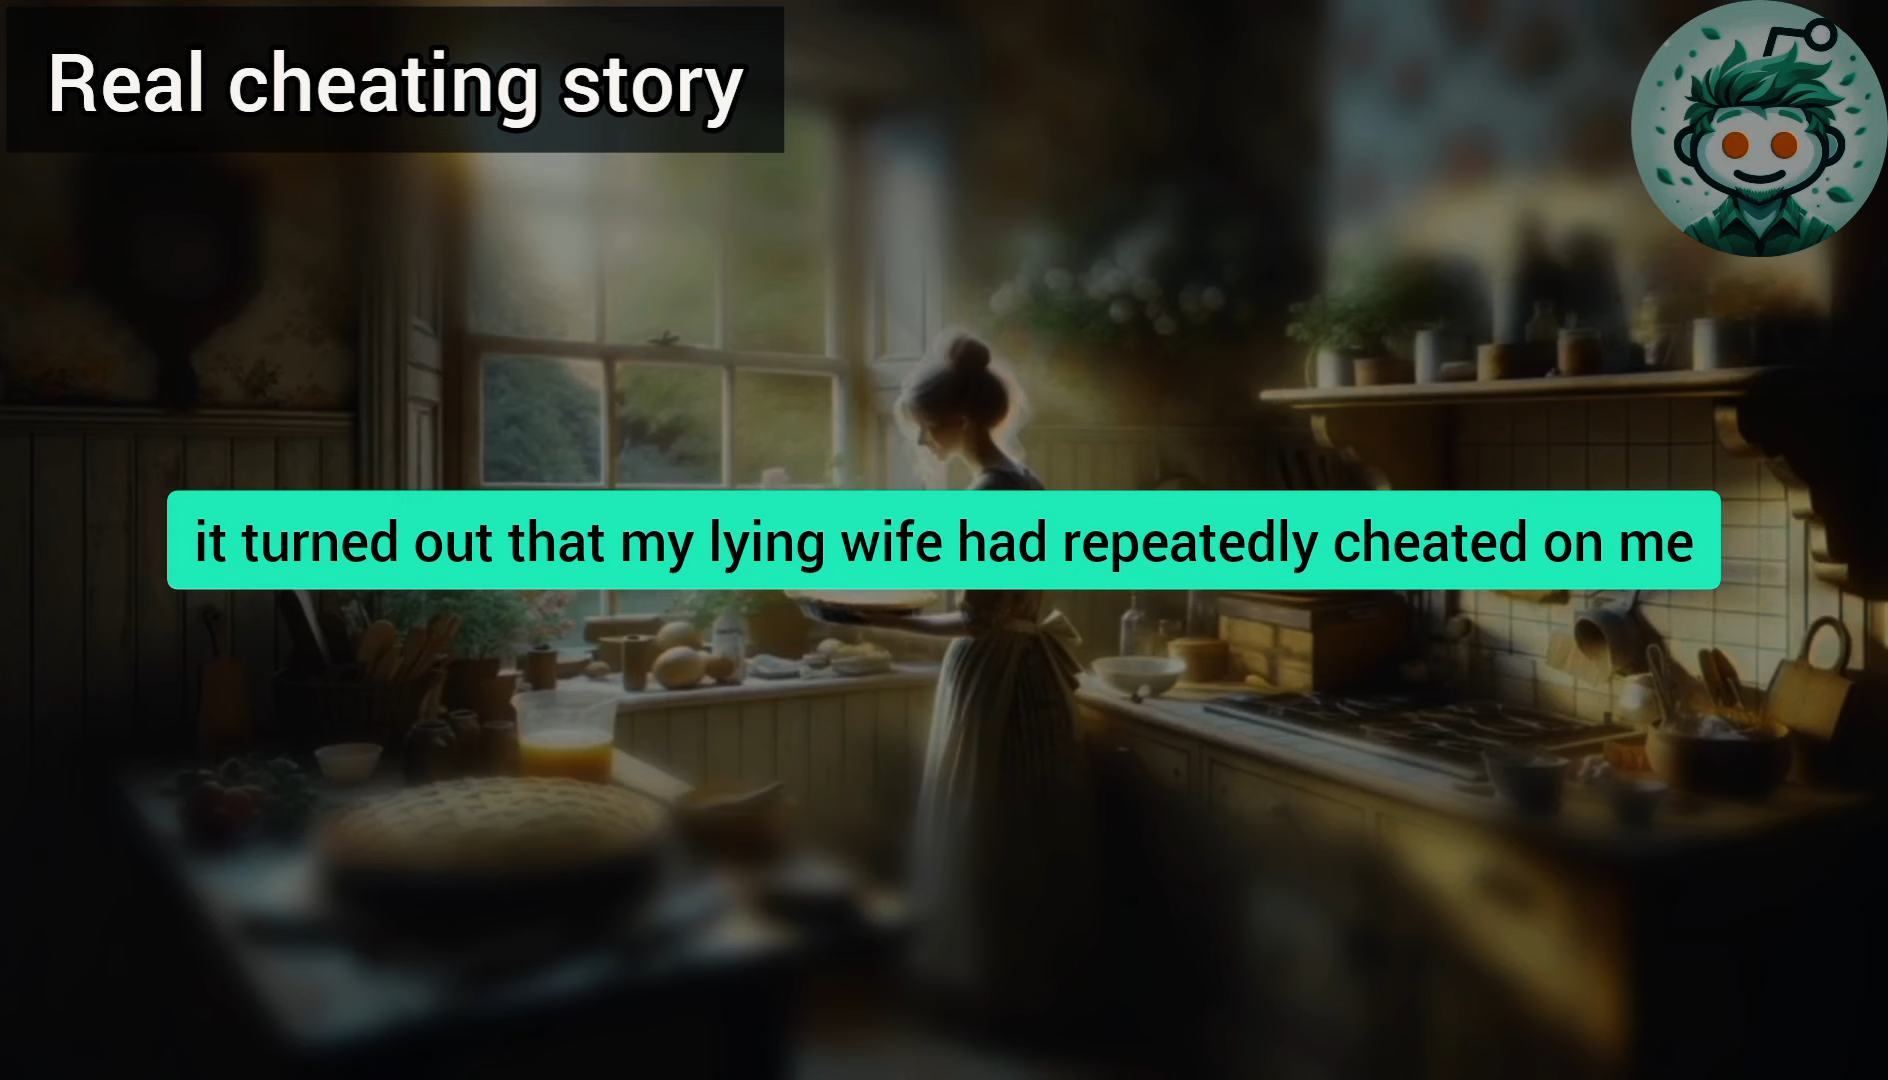 Real cheating story
it turned out that my lying wife had repeatedly cheated on me